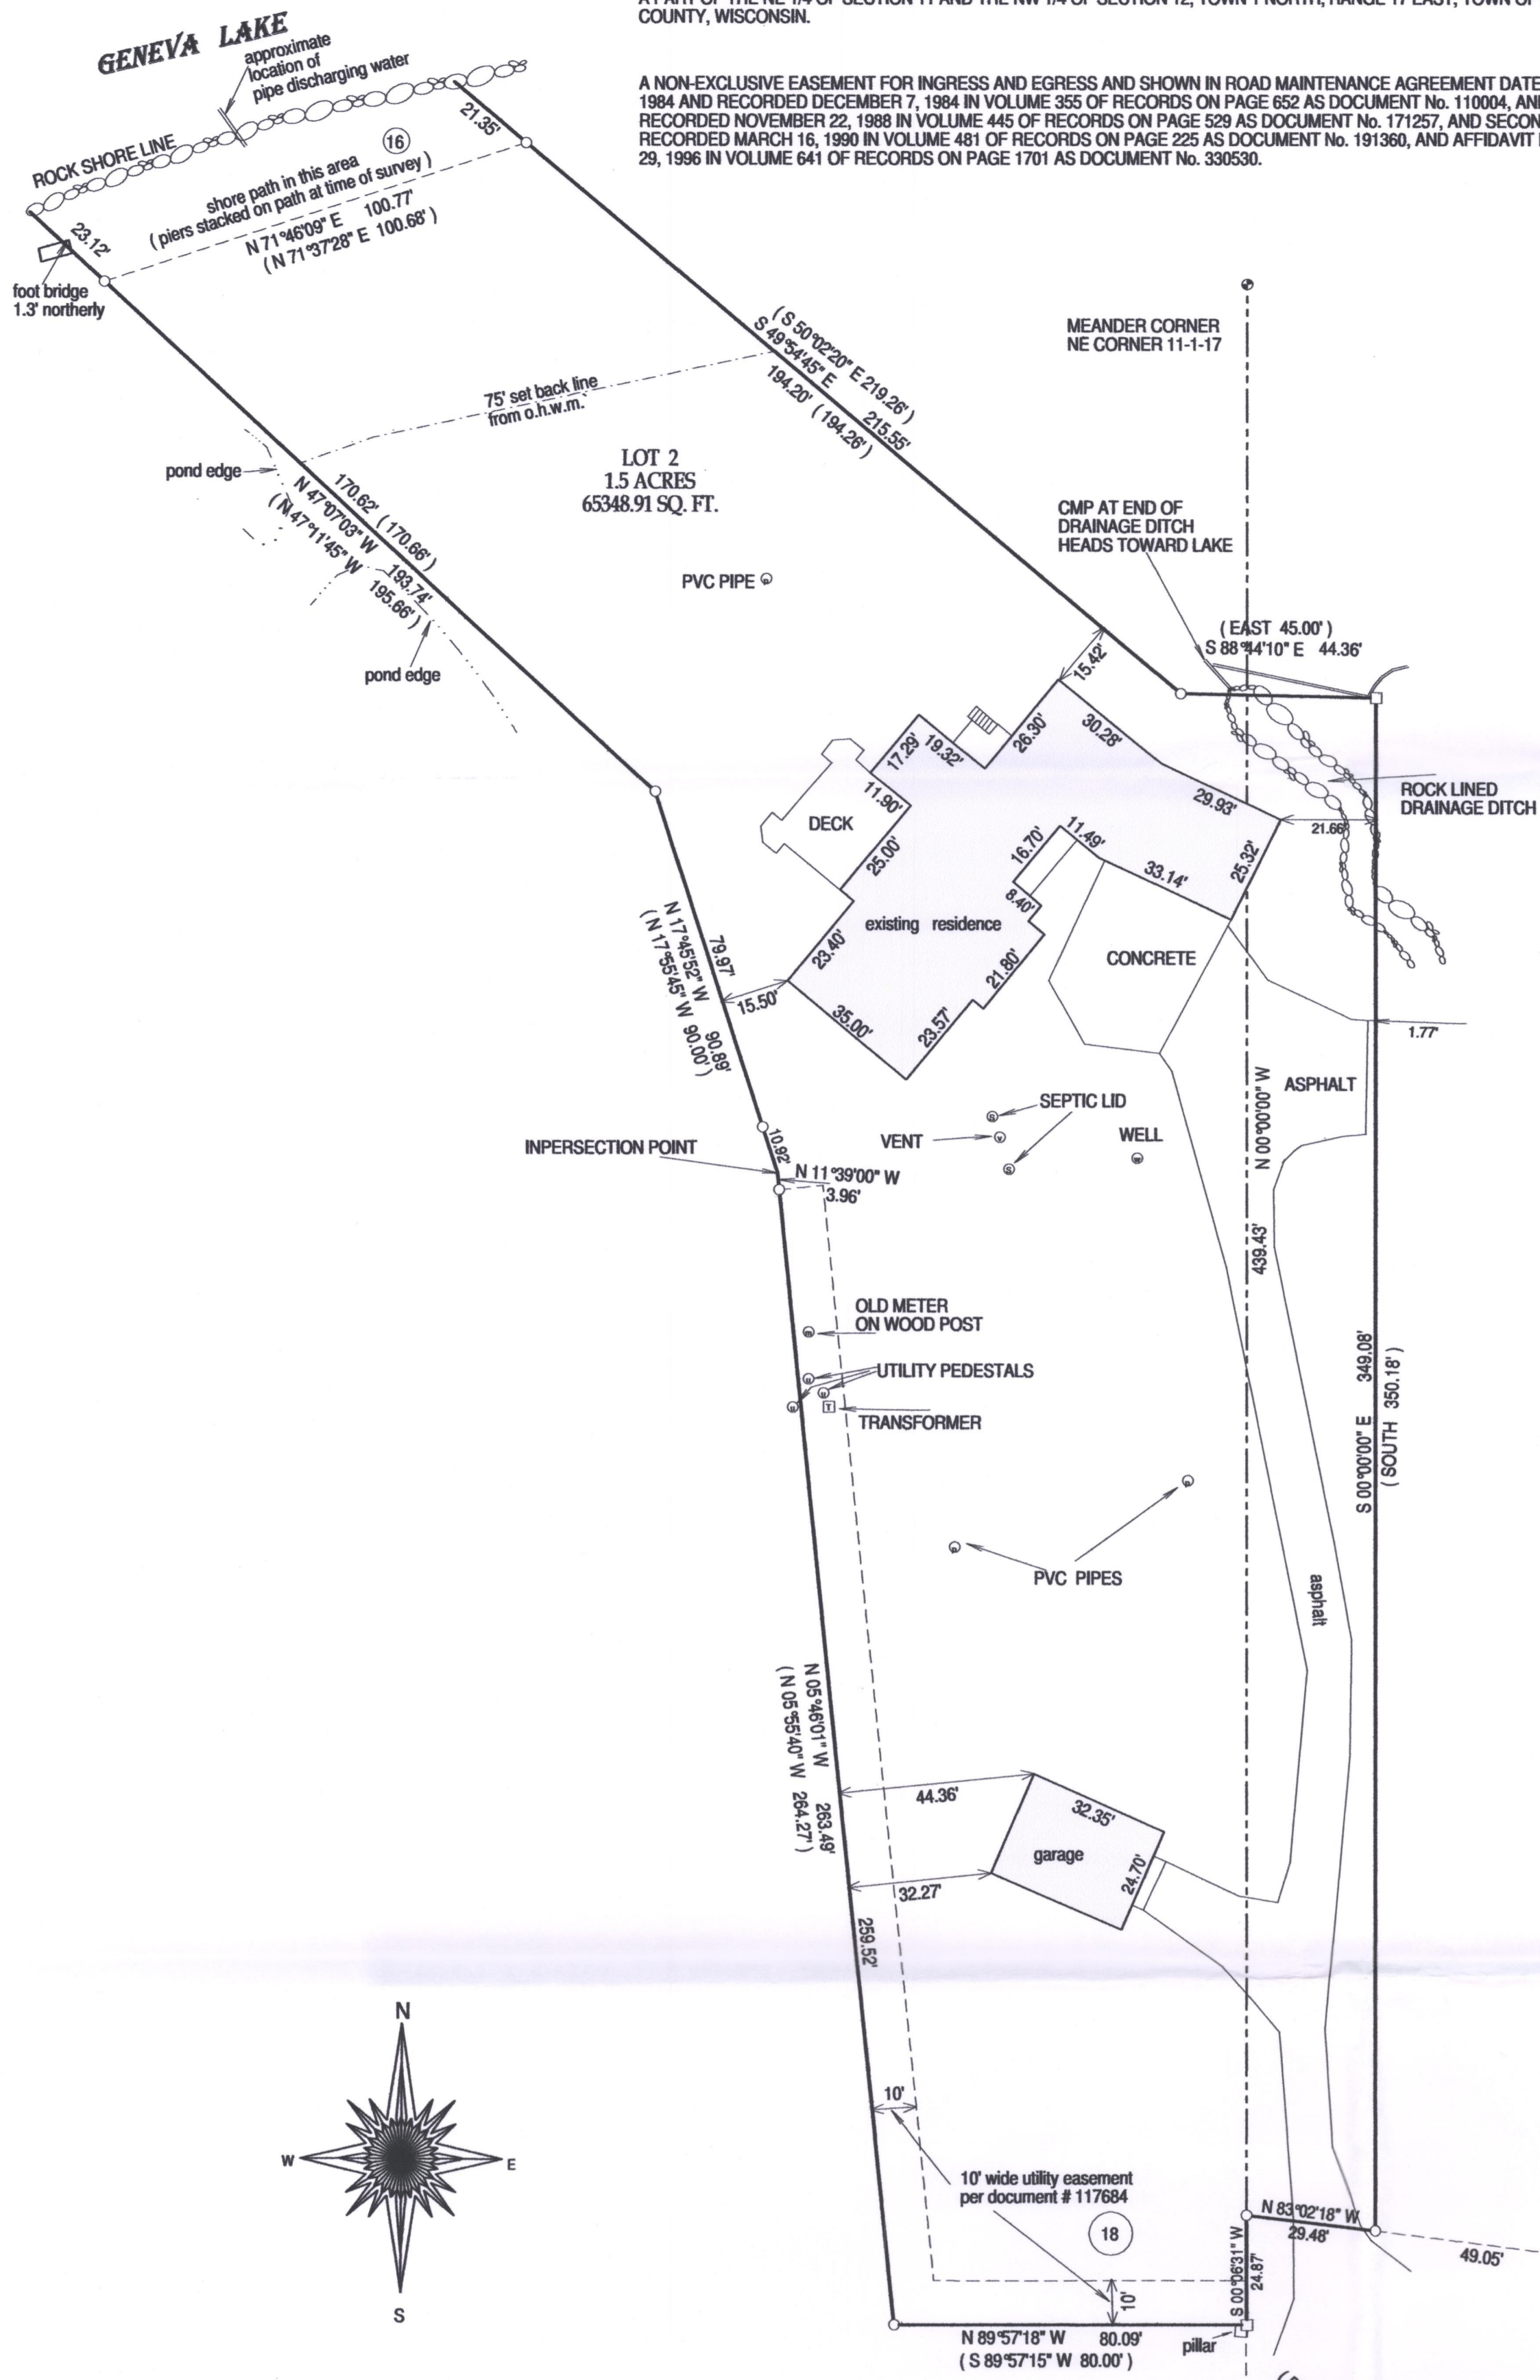 COUNTY, WISCONSIN.
A NON-EXCLUSIVE EASEMENT FOR INGRESS AND EGRESS AND SHOWN IN ROAD MAINTENANCE AGREEMENT DATE
1984 AND RECORDED DECEMBER 7, 1984 IN VOLUME 355 OF RECORDS ON PAGE 652 AS DOCUMENT No. 110004, AN
RECORDED NOVEMBER 22, 1988 IN VOLUME 445 OF RECORDS ON PAGE 529 AS DOCUMENT No. 171257, AND SECON
RECORDED MARCH 16, 1990 IN VOLUME 481 OF RECORDS ON PAGE 225 AS DOCUMENT No. 191360, AND AFFIDAVIT
29, 1996 IN VOLUME 641 OF RECORDS ON PAGE 1701 AS DOCUMENT No. 330530.
GENEVA LAKE
approximate
location of
pipe discharging water
ROCK SHORE LINE
21.35'
16
shore path in this area
( piers stacked on path at time of survey )
N 71°46'09" E 100.77'
( N 71°37'28" E 100.68' )
23.12'
foot bridge
1.3' northerly
MEANDER CORNER
NE CORNER 11-1-17
( S 50°02'20" E 219.26' )
S 49°54'45" E 215.55'
194.20' ( 194.26' )
75' set back line
from o.h.w.m.
pond edge
LOT 2
1.5 ACRES
65348.91 SQ. FT.
170.62' ( 170.66' )
N 47°07'03" W 193.74'
( N 47°11'45" W 195.66' )
pond edge
PVC PIPE
p
CMP AT END OF
DRAINAGE DITCH
HEADS TOWARD LAKE
( EAST 45.00' )
S 88°44'10" E 44.36'
15.42'
30.28'
26.30'
19.32'
17.29'
11.90'
DECK
25.00'
29.93'
21.66'
ROCK LINED
DRAINAGE DITCH
25.32'
11.49'
16.70'
33.14'
8.40'
existing residence
23.40'
21.80'
CONCRETE
79.97'
N 17°45'52" W 90.89'
( N 17°55'45" W 90.00' )
15.50'
35.00'
23.57'
1.77'
ASPHALT
N 00°00'00" W 439.43'
SEPTIC LID
S
VENT
v
S
WELL
w
INPERSECTION POINT
10.92'
N 11°39'00" W
3.96'
OLD METER
ON WOOD POST
m
UTILITY PEDESTALS
u
u
u
T
TRANSFORMER
S 00°00'00" E 349.08'
( SOUTH 350.18' )
p
p
PVC PIPES
asphalt
N 05°46'01" W 263.49'
( N 05°55'40" W 264.27' )
44.36'
32.35'
garage
24.70'
32.27'
259.52'
N
W
E
S
10'
10' wide utility easement
per document # 117684
18
N 83°02'18" W
29.48'
49.05'
S 00°06'31" W
24.87'
10'
N 89°57'18" W 80.09'
( S 89°57'15" W 80.00' )
pillar